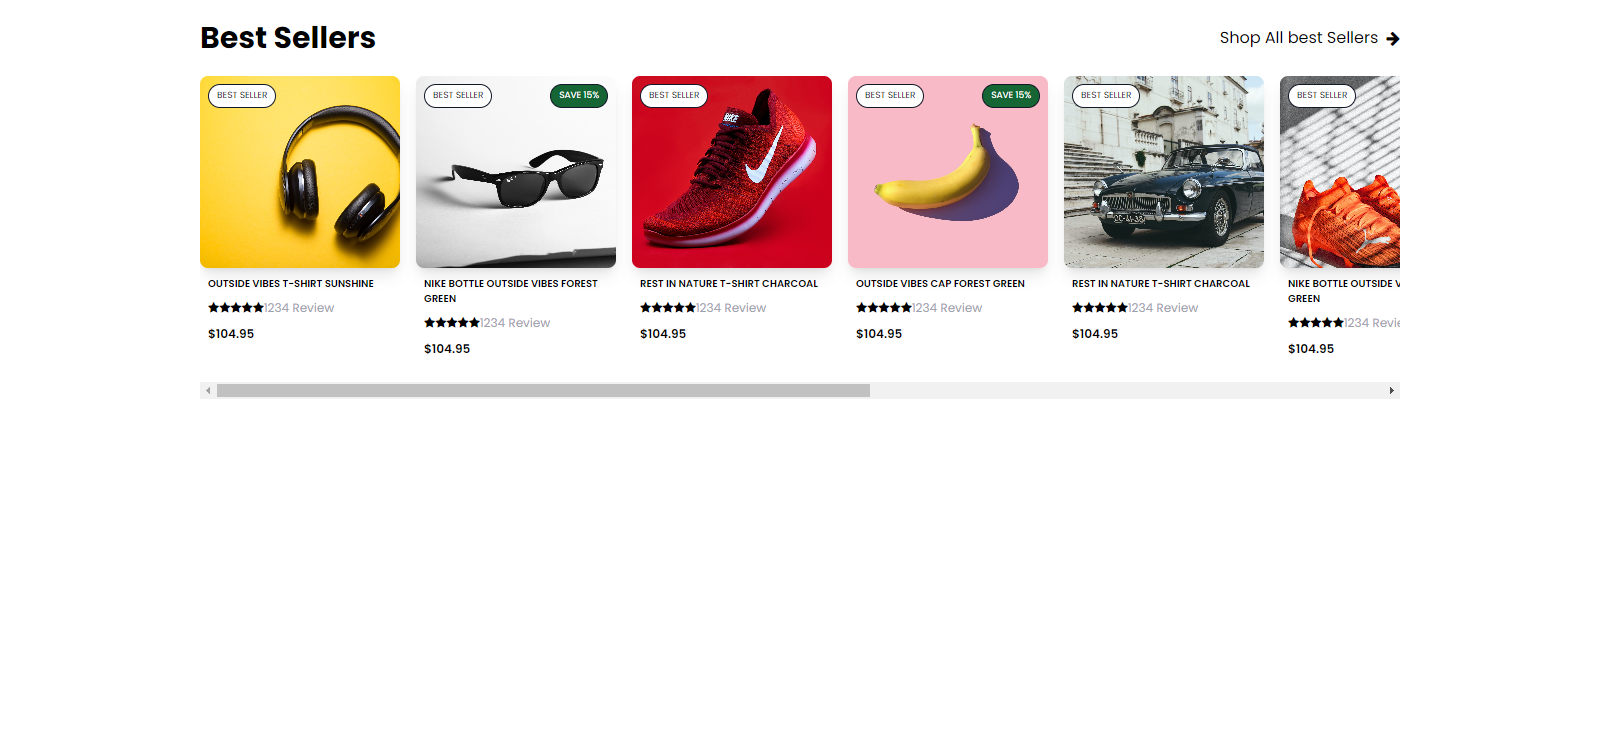 Best Sellers
Shop All best Sellers
BEST SELLER
BEST SELLER
SAVE 15%
BEST SELLER
NIKE
BEST SELLER
SAVE 15%
BEST SELLER
BEST SELLER
OUTSIDE VIBES T-SHIRT SUNSHINE
1234 Review
$104.95
NIKE BOTTLE OUTSIDE VIBES FOREST
GREEN
1234 Review
$104.95
REST IN NATURE T-SHIRT CHARCOAL
1234 Review
$104.95
OUTSIDE VIBES CAP FOREST GREEN
1234 Review
$104.95
REST IN NATURE T-SHIRT CHARCOAL
1234 Review
$104.95
NIKE BOTTLE OUTSIDE V
GREEN
1234 Revie
$104.95